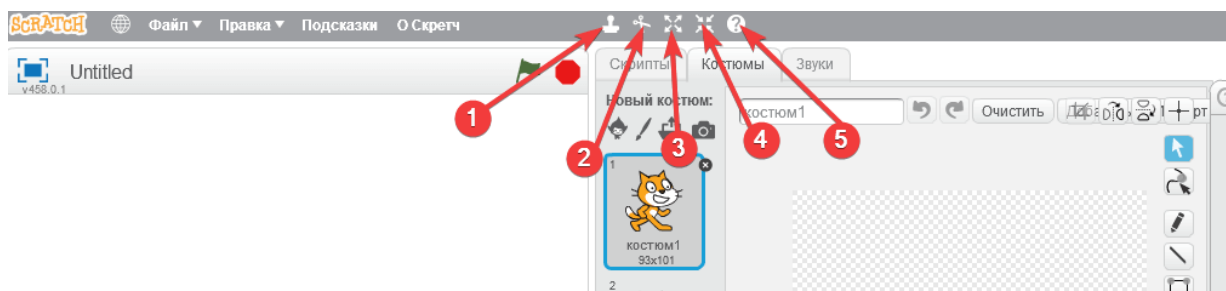 SCRATCH Файл Правка Подсказки О Скретч
Untitled
v458.0.1
Скрипты Костюмы Звуки
Новый костюм:
костюм1 Очистить
1
костюм1
93x101
2
1
2
3
4
5